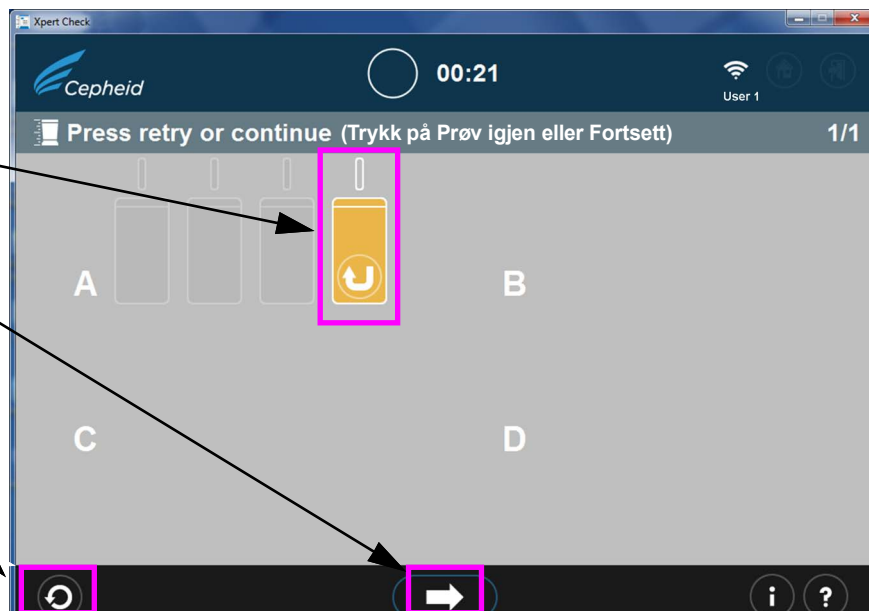 Xpert Check
Cepheid
00:21
User 1
Press retry or continue (Trykk på Prøv igjen eller Fortsett)
1/1
A
B
C
D
i
?